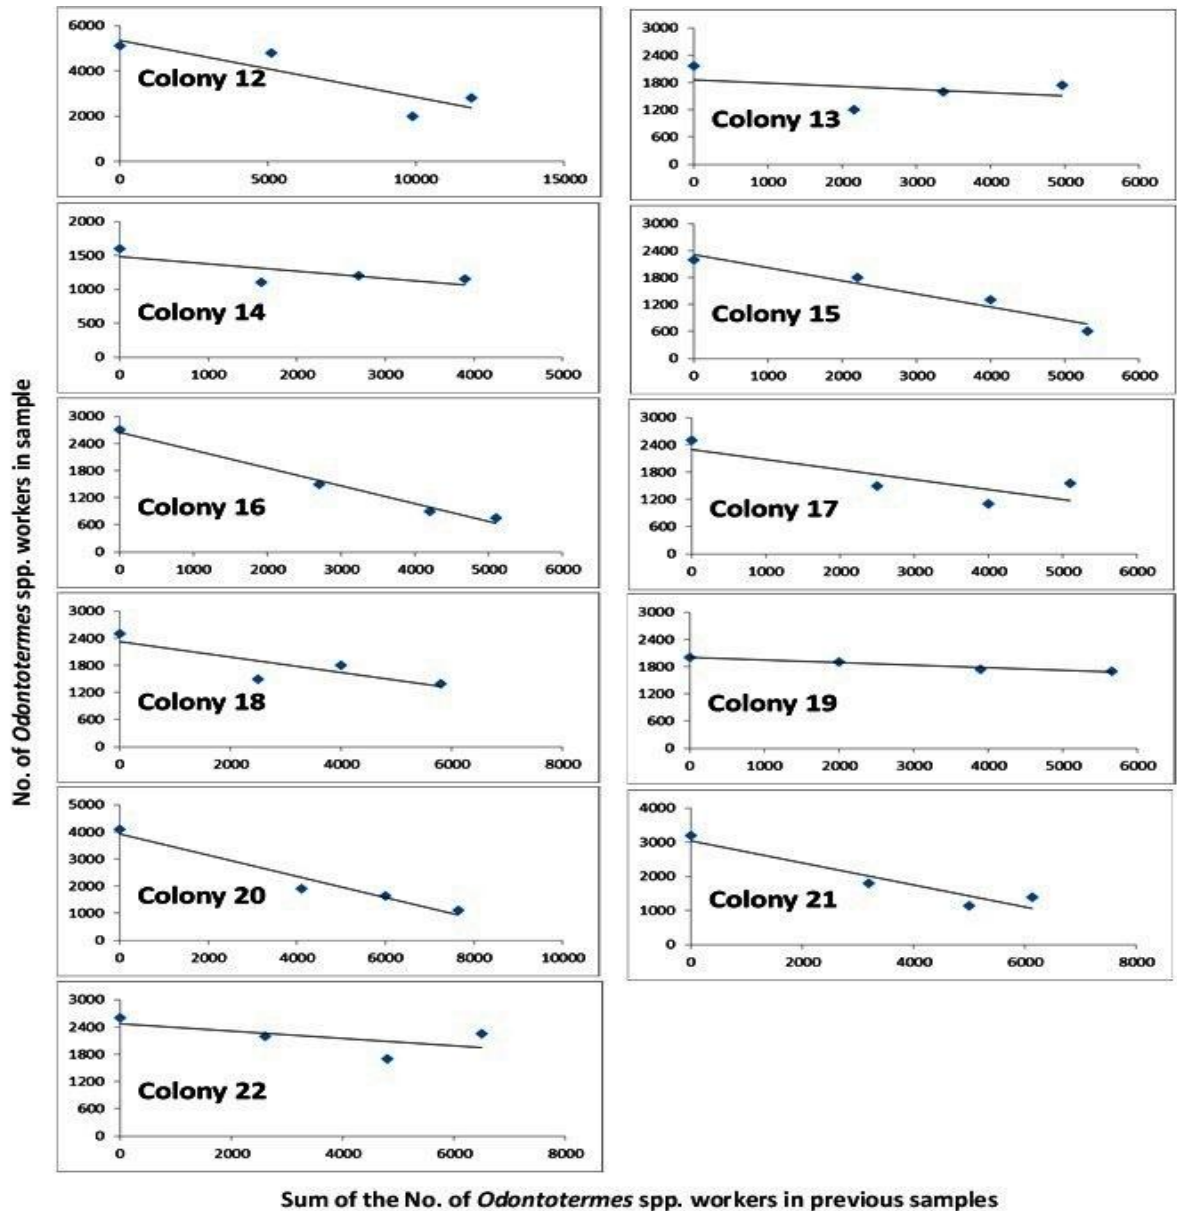 No. of Odontotermes spp. workers in sample
6000
4000
2000
0
Colony 12
0 5000 10000 15000
3000
2400
1800
1200
600
0
Colony 13
0 1000 2000 3000 4000 5000 6000
2000
1500
1000
500
0
Colony 14
0 1000 2000 3000 4000 5000
3000
2400
1800
1200
600
0
Colony 15
0 1000 2000 3000 4000 5000 6000
3000
2400
1800
1200
600
0
Colony 16
0 1000 2000 3000 4000 5000 6000
3000
2400
1800
1200
600
0
Colony 17
0 1000 2000 3000 4000 5000 6000
3000
2400
1800
1200
600
0
Colony 18
0 2000 4000 6000 8000
3000
2400
1800
1200
600
0
Colony 19
0 1000 2000 3000 4000 5000 6000
5000
4000
3000
2000
1000
0
Colony 20
0 2000 4000 6000 8000 10000
4000
3000
2000
1000
0
Colony 21
0 2000 4000 6000 8000
3000
2400
1800
1200
600
0
Colony 22
0 2000 4000 6000 8000
Sum of the No. of Odontotermes spp. workers in previous samples